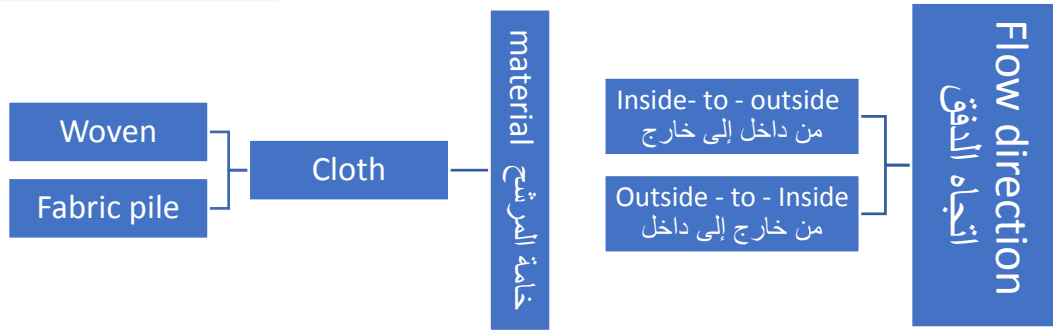 Flow direction
اتجاه الدفق
Inside- to - outside
من داخل إلى خارج
Outside - to - Inside
من خارج إلى داخل
material خامة المرشح
Cloth
Woven
Fabric pile